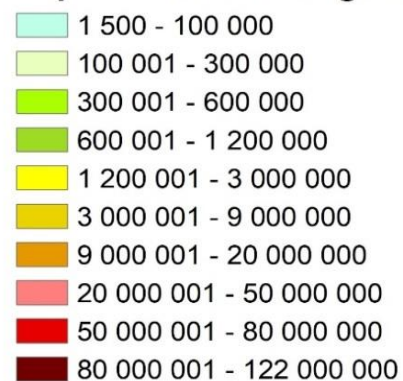 1 500 - 100 000
100 001 - 300 000
300 001 - 600 000
600 001 - 1 200 000
1 200 001 - 3 000 000
3 000 001 - 9 000 000
9 000 001 - 20 000 000
20 000 001 - 50 000 000
50 000 001 - 80 000 000
80 000 001 - 122 000 000